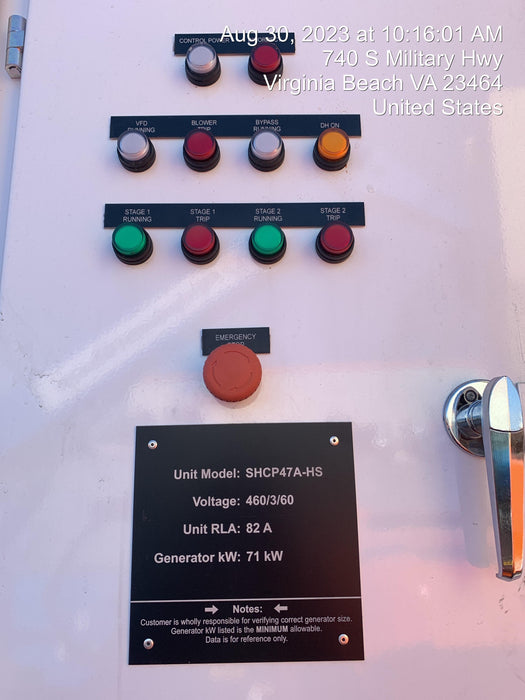 Aug 30, 2023 at 10:16:01 AM
740 S Military Hwy
Virginia Beach VA 23464
United States
CONTROL POWER
VFD RUNNING
BLOWER TRIP
BYPASS RUNNING
DH ON
STAGE 1 RUNNING
STAGE 1 TRIP
STAGE 2 RUNNING
STAGE 2 TRIP
EMERGENCY
STOP
Unit Model: SHCP47A-HS
Voltage: 460/3/60
Unit RLA: 82 A
Generator kW: 71 kW
Notes:
Customer is wholly responsible for verifying correct generator size.
Generator kW listed is the MINIMUM allowable.
Data is for reference only.